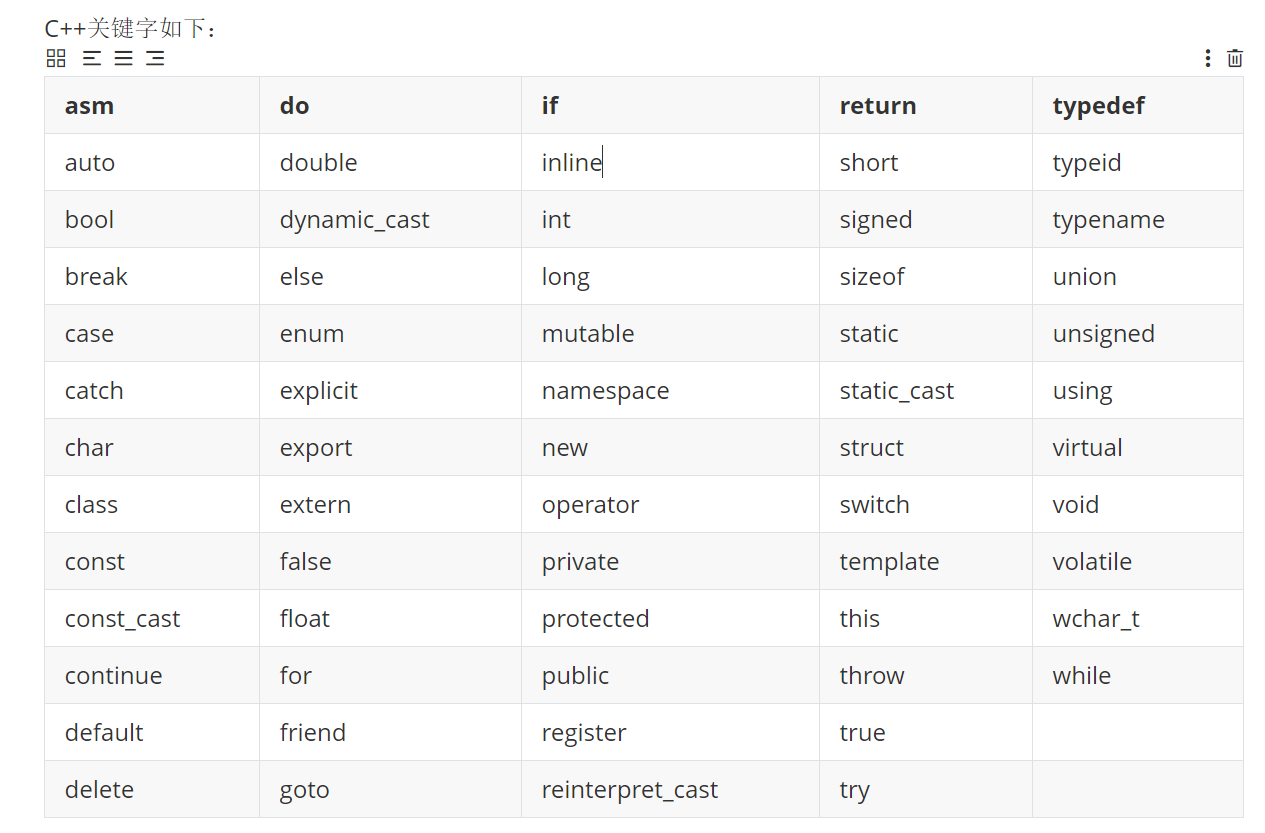 C++关键字如下：
asm do if return typedef
auto double inline short typeid
bool dynamic_cast int signed typename
break else long sizeof union
case enum mutable static unsigned
catch explicit namespace static_cast using
char export new struct virtual
class extern operator switch void
const false private template volatile
const_cast float protected this wchar_t
continue for public throw while
default friend register true
delete goto reinterpret_cast try